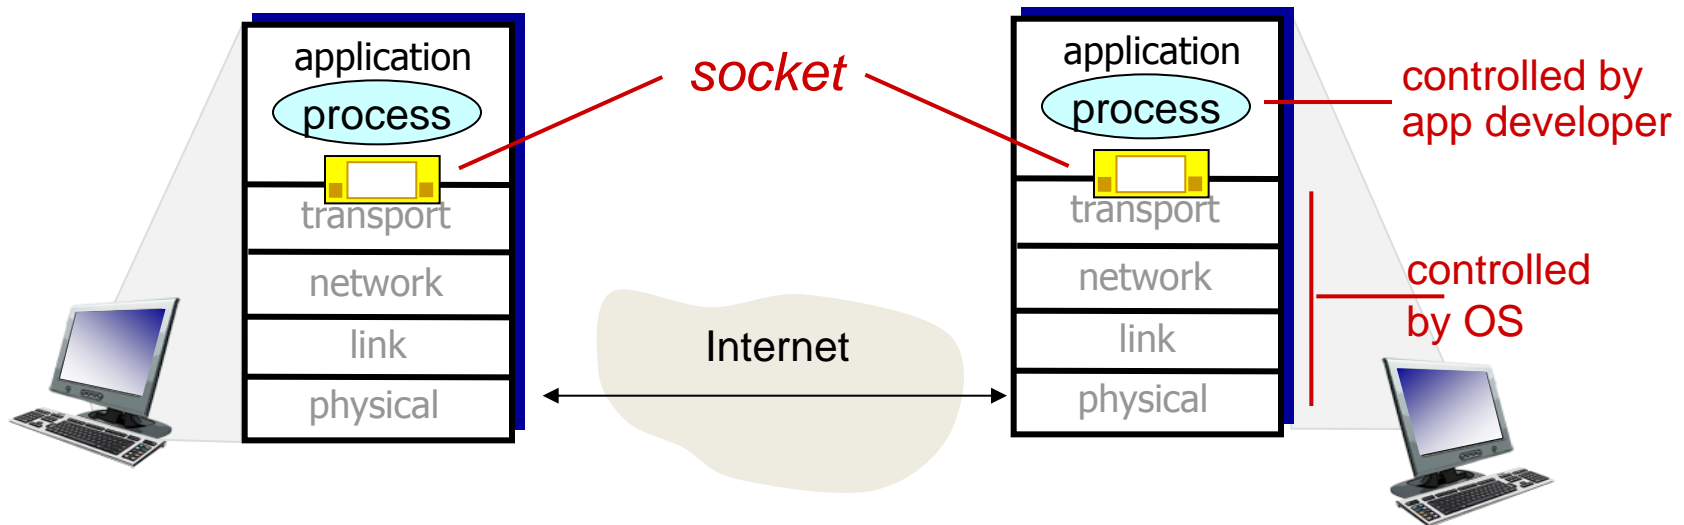 application
process
transport
network
link
physical
socket
Internet
application
process
transport
network
link
physical
controlled by
app developer
controlled
by OS